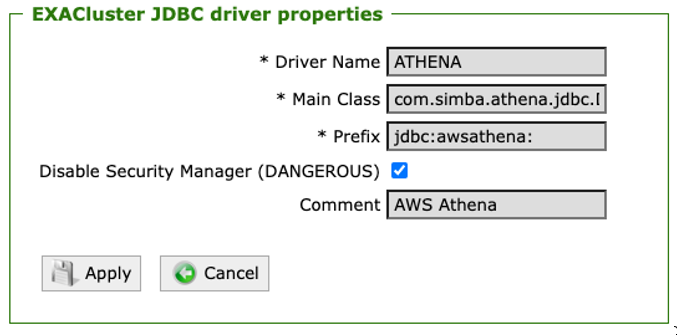 EXACluster JDBC driver properties
* Driver Name ATHENA
* Main Class com.simba.athena.jdbc.
* Prefix jdbc:awsathena:
Disable Security Manager (DANGEROUS)
Comment AWS Athena
Apply Cancel